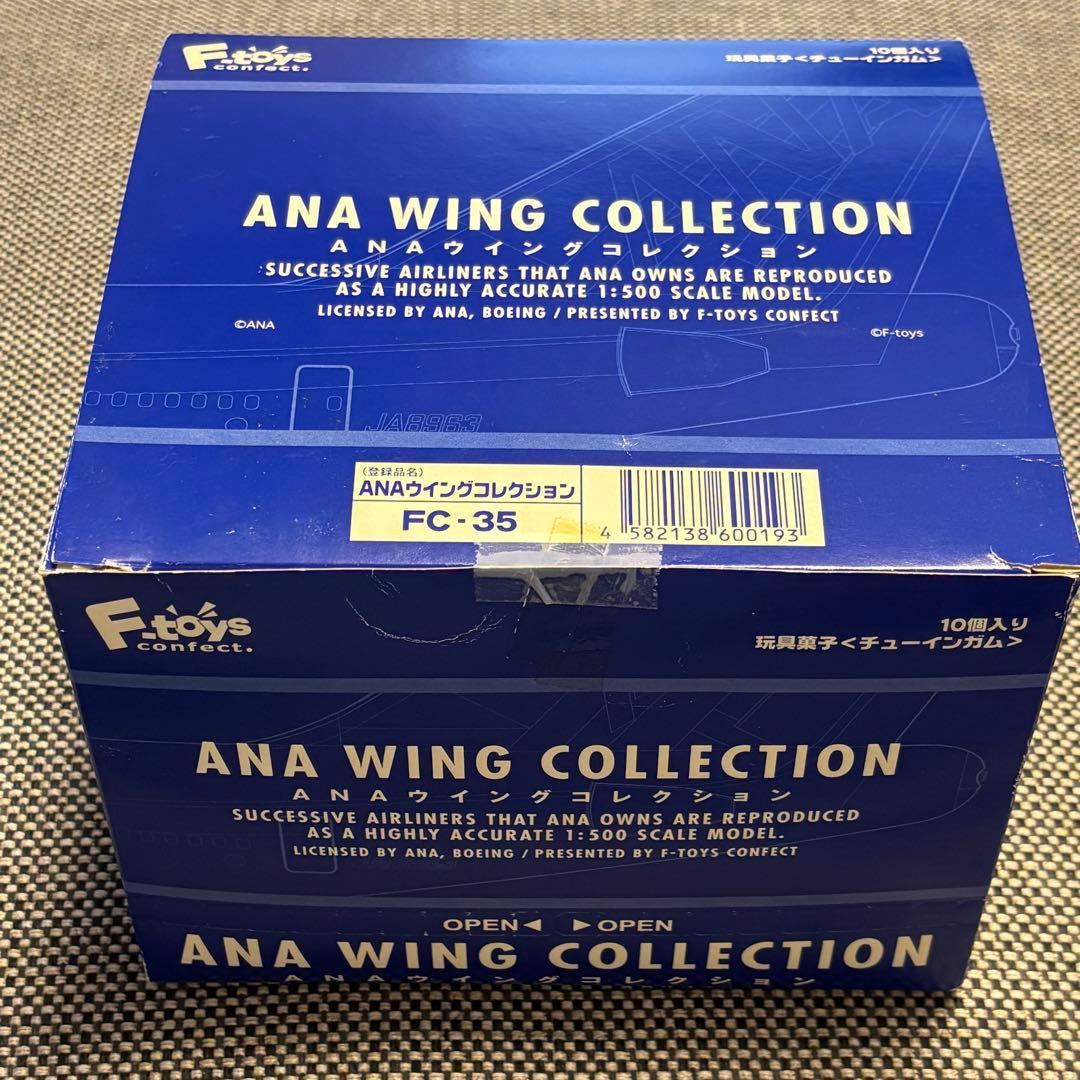 F-toys
confect.
10個入り
玩具菓子<チューインガム>
ANA WING COLLECTION
ANAウイングコレクション
SUCCESSIVE AIRLINERS THAT ANA OWNS ARE REPRODUCED
AS A HIGHLY ACCURATE 1:500 SCALE MODEL.
LICENSED BY ANA, BOEING / PRESENTED BY F-TOYS CONFECT
©ANA
©F-toys
JA8963
(登録品名)
ANAウイングコレクション
FC-35
4 582138 600193
F-toys
confect.
10個入り
玩具菓子<チューインガム>
ANA WING COLLECTION
ANAウイングコレクション
SUCCESSIVE AIRLINERS THAT ANA OWNS ARE REPRODUCED
AS A HIGHLY ACCURATE 1:500 SCALE MODEL.
LICENSED BY ANA, BOEING / PRESENTED BY F-TOYS CONFECT
OPEN◀ ▶OPEN
ANA WING COLLECTION
ANAウイングコレクション